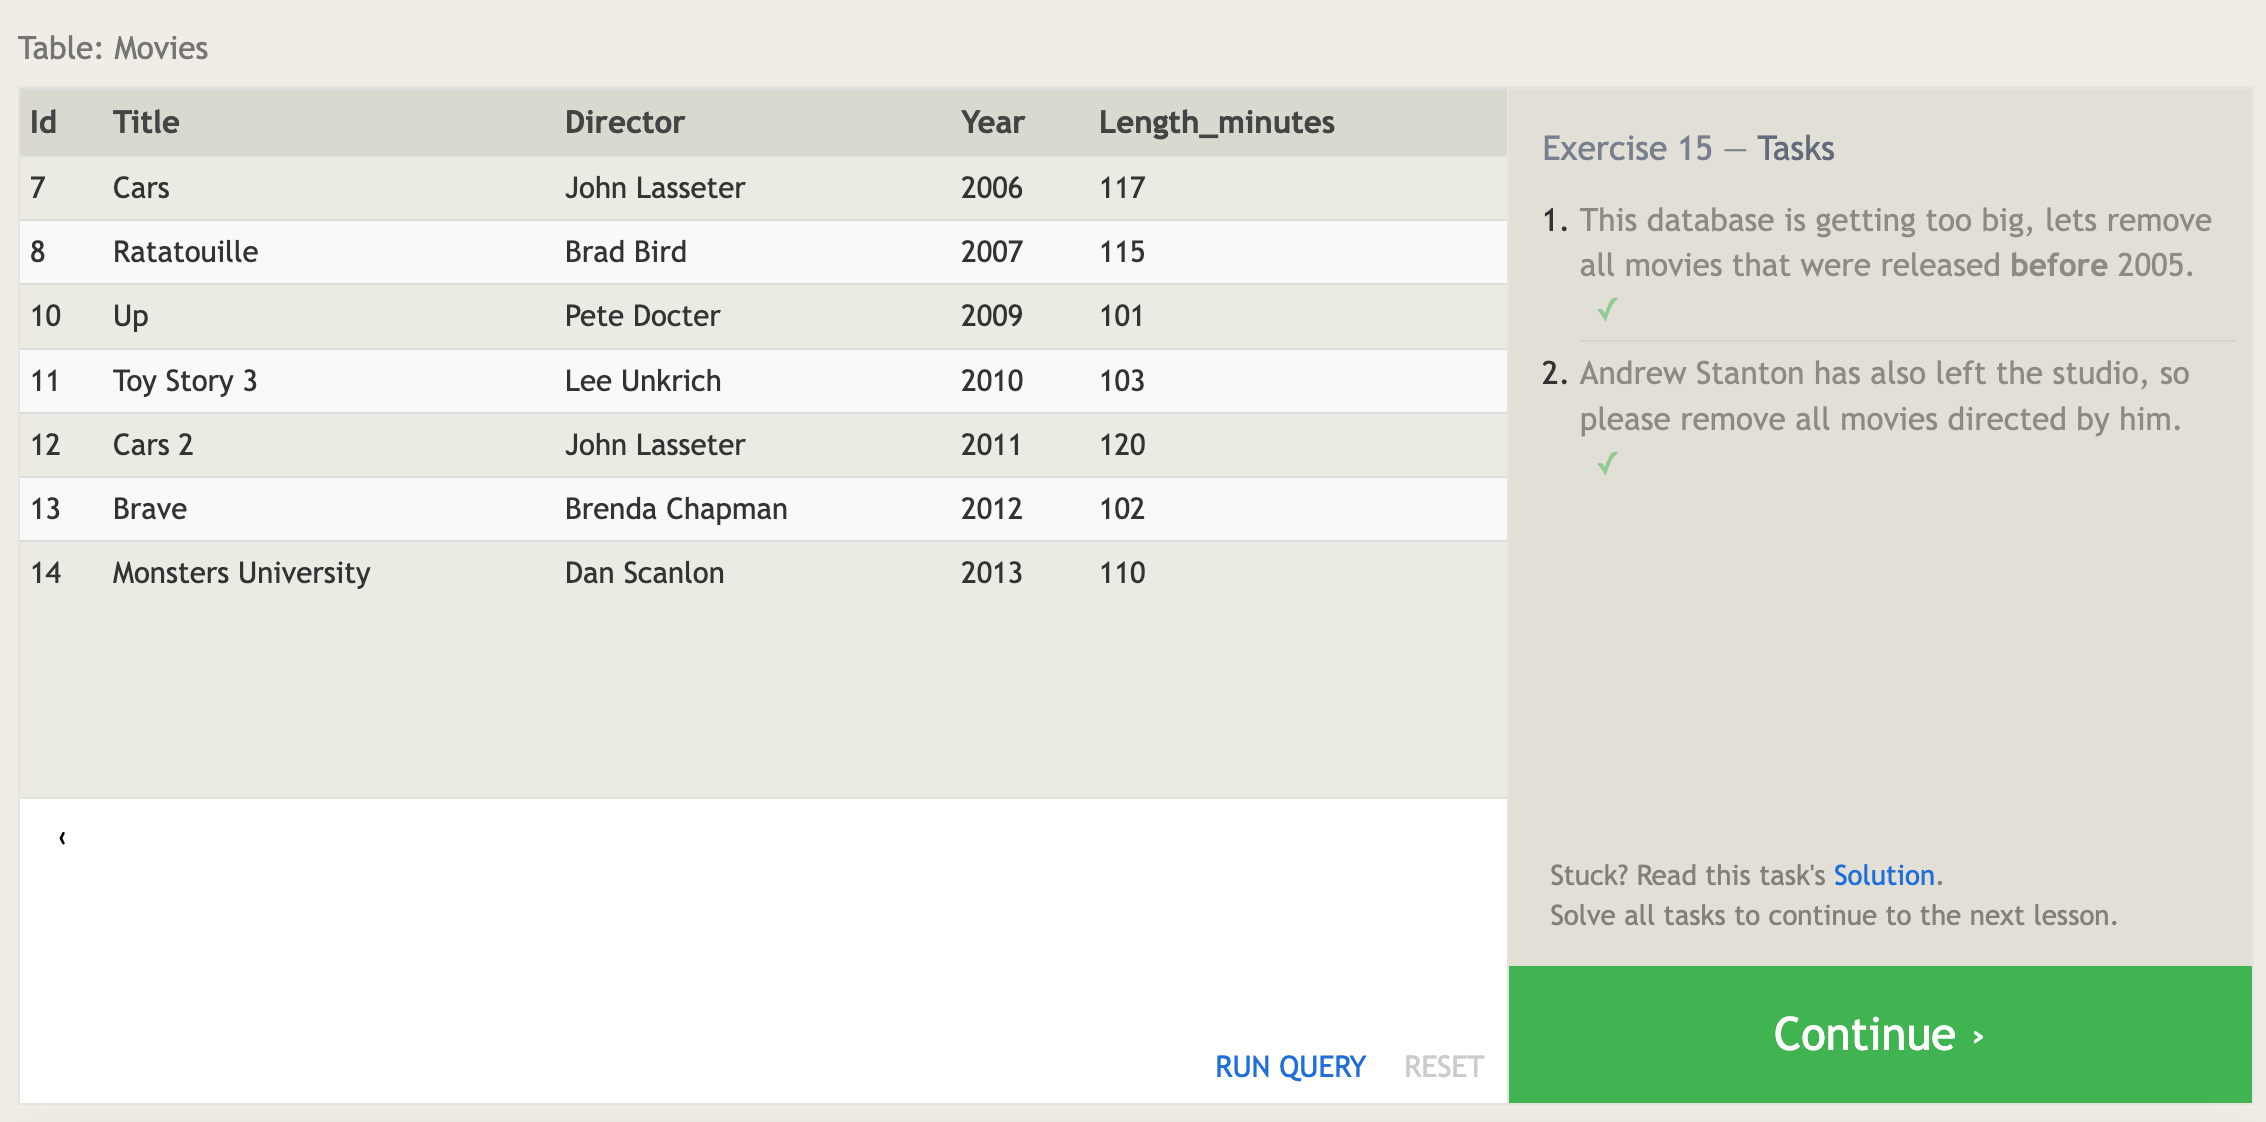 Table: Movies
Id Title Director Year Length_minutes
7 Cars John Lasseter 2006 117
8 Ratatouille Brad Bird 2007 115
10 Up Pete Docter 2009 101
11 Toy Story 3 Lee Unkrich 2010 103
12 Cars 2 John Lasseter 2011 120
13 Brave Brenda Chapman 2012 102
14 Monsters University Dan Scanlon 2013 110
‹
RUN QUERY RESET
Exercise 15 — Tasks
1. This database is getting too big, lets remove
all movies that were released before 2005.
✓
2. Andrew Stanton has also left the studio, so
please remove all movies directed by him.
✓
Stuck? Read this task's Solution.
Solve all tasks to continue to the next lesson.
Continue ›